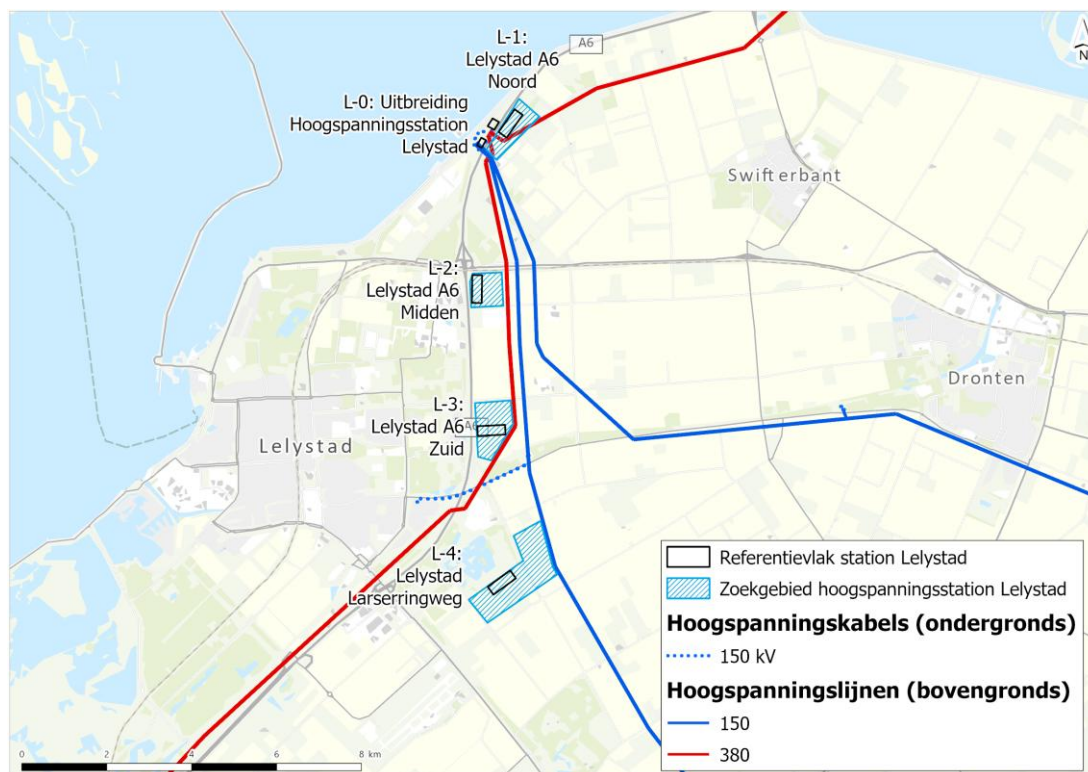 L-1:
Lelystad A6
Noord
A6
N
L-0: Uitbreiding
Hoogspanningsstation
Lelystad
Swifterbant
L-2:
Lelystad A6
Midden
Dronten
L-3:
Lelystad A6
Zuid
A6
Lelystad
L-4:
Lelystad
Larserringweg
Referentievlak station Lelystad
Zoekgebied hoogspanningsstation Lelystad
Hoogspanningskabels (ondergronds)
150 kV
Hoogspanningslijnen (bovengronds)
150
380
0 2 4 6 8 km